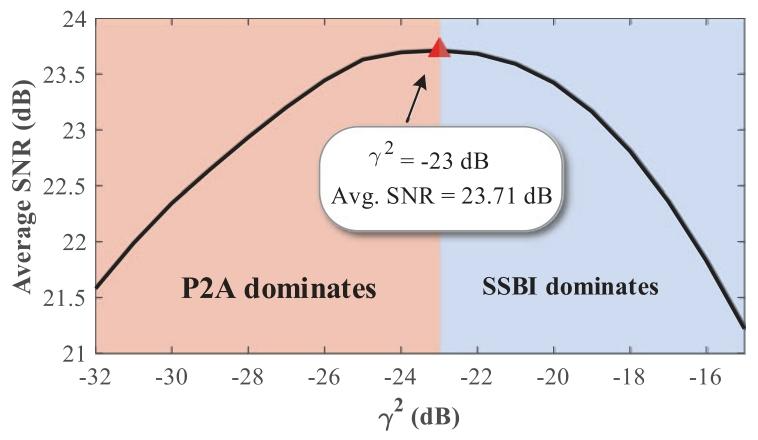 24
23.5
23
22.5
22
21.5
21
Average SNR (dB)
γ² = -23 dB
Avg. SNR = 23.71 dB
P2A dominates
SSBI dominates
-32 -30 -28 -26 -24 -22 -20 -18 -16
γ² (dB)